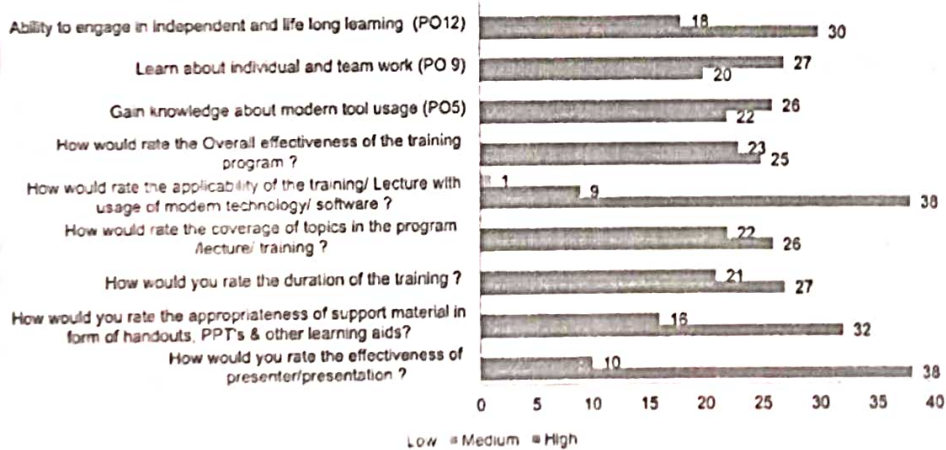 Ability to engage in independent and life long learning (PO12)
18
30
Learn about individual and team work (PO 9)
27
20
Gain knowledge about modern tool usage (PO5)
26
22
How would rate the Overall effectiveness of the training
program ?
23
25
How would rate the applicability of the training/ Lecture with
usage of modern technology/ software ?
1
9
38
How would rate the coverage of topics in the program
/lecture/ training ?
22
26
How would you rate the duration of the training ?
21
27
How would you rate the appropriateness of support material in
form of handouts, PPT's & other learning aids?
16
32
How would you rate the effectiveness of
presenter/presentation ?
10
38
0 5 10 15 20 25 30 35 40
Low Medium High